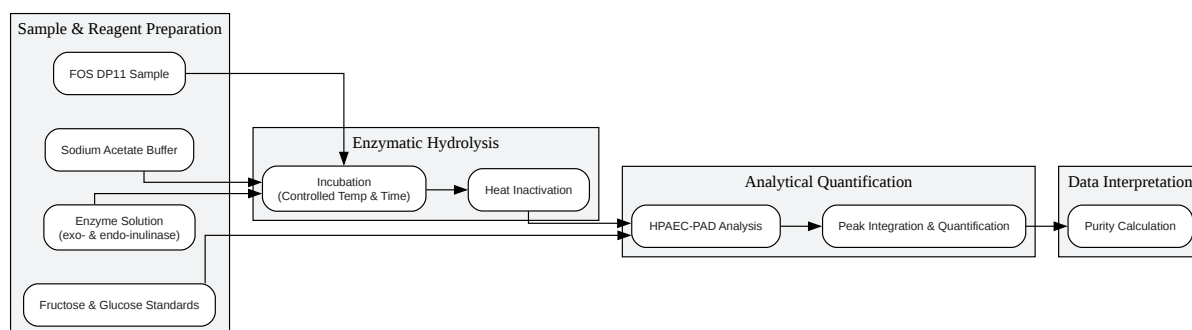 Sample & Reagent Preparation
FOS DP11 Sample
Sodium Acetate Buffer
Enzyme Solution
(exo- & endo-inulinase)
Fructose & Glucose Standards
Enzymatic Hydrolysis
Incubation
(Controlled Temp & Time)
Heat Inactivation
Analytical Quantification
HPAEC-PAD Analysis
Peak Integration & Quantification
Data Interpretation
Purity Calculation